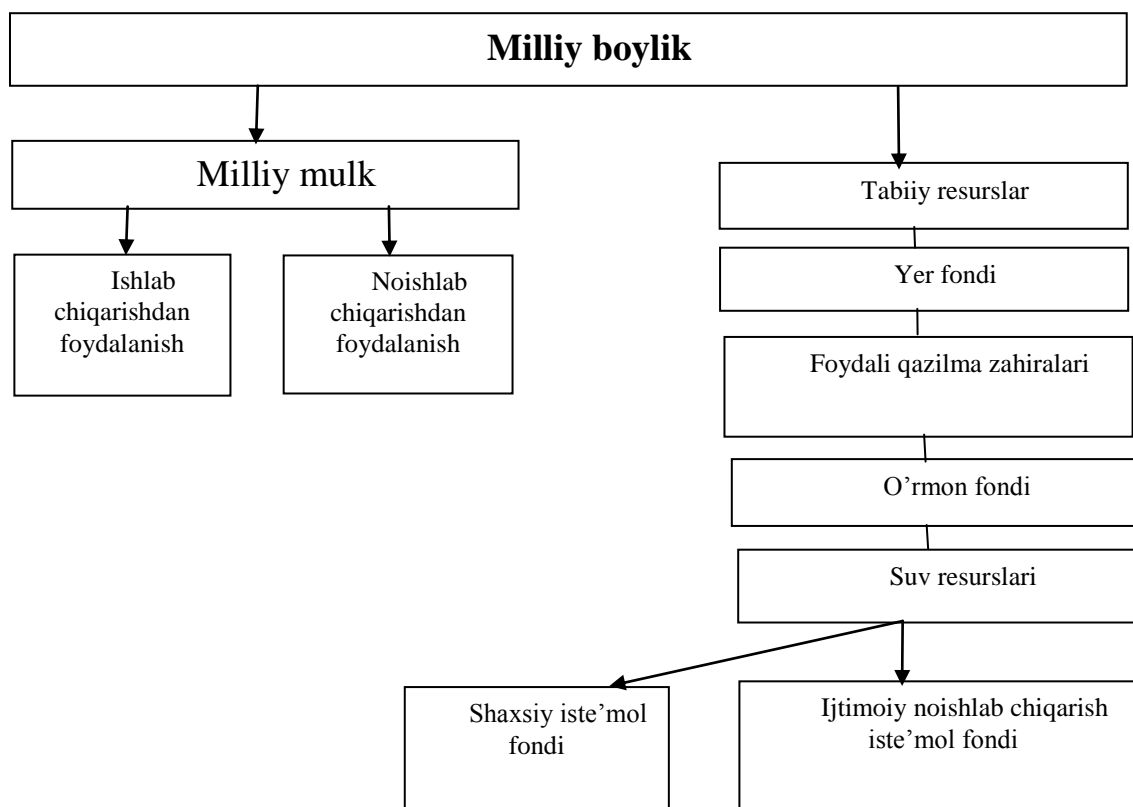 Milliy boylik
Milliy mulk
Ishlab
chiqarishdan
foydalanish
Noishlab
chiqarishdan
foydalanish
Tabiiy resurslar
Yer fondi
Foydali qazilma zahiralari
O’rmon fondi
Suv resurslari
Shaxsiy iste’mol
fondi
Ijtimoiy noishlab chiqarish
iste’mol fondi